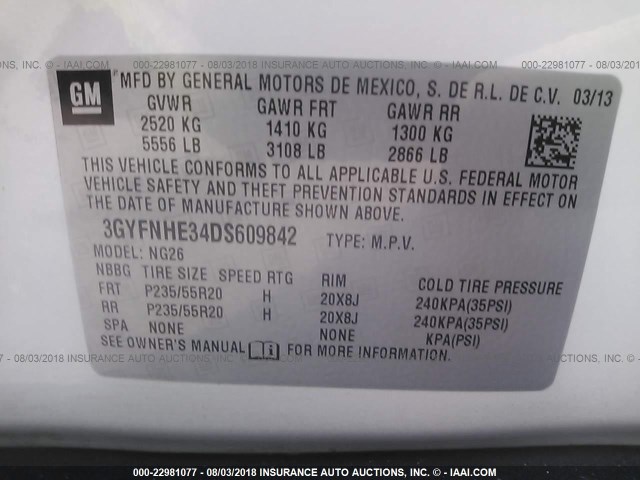 000-22981077 - 08/03/2018 INSURANCE AUTO AUCTIONS, INC. - © - IAAI.COM
GM
MFD BY GENERAL MOTORS DE MEXICO, S. DE R.L. DE C.V. 03/13
GVWR GAWR FRT GAWR RR
2520 KG 1410 KG 1300 KG
5556 LB 3108 LB 2866 LB
THIS VEHICLE CONFORMS TO ALL APPLICABLE U.S. FEDERAL MOTOR
VEHICLE SAFETY AND THEFT PREVENTION STANDARDS IN EFFECT ON
THE DATE OF MANUFACTURE SHOWN ABOVE.
3GYFNHE34DS609842 TYPE: M.P.V.
MODEL: NG26
NBBG TIRE SIZE SPEED RTG RIM COLD TIRE PRESSURE
FRT P235/55R20 H 20X8J 240KPA(35PSI)
RR P235/55R20 H 20X8J 240KPA(35PSI)
SPA NONE NONE KPA(PSI)
SEE OWNER'S MANUAL i FOR MORE INFORMATION.
000-22981077 - 08/03/2018 INSURANCE AUTO AUCTIONS, INC. - © - IAAI.COM